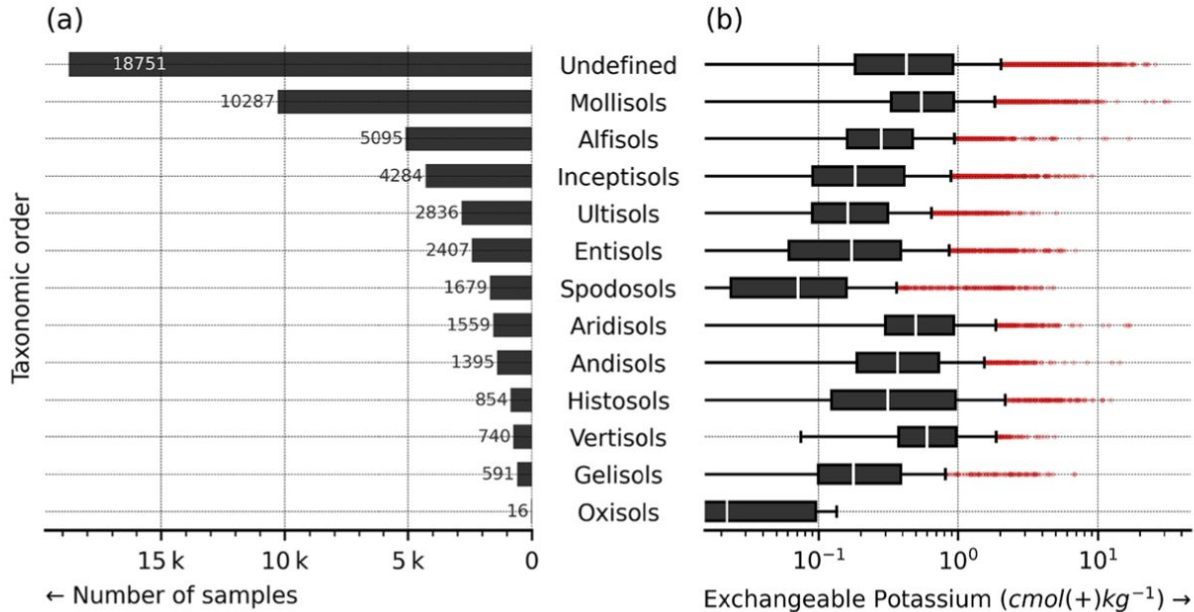 (a)
(b)
Taxonomic order
18751
Undefined
10287
Mollisols
5095
Alfisols
4284
Inceptisols
2836
Ultisols
2407
Entisols
1679
Spodosols
1559
Aridisols
1395
Andisols
854
Histosols
740
Vertisols
591
Gelisols
16
Oxisols
15 k 10 k 5 k 0
← Number of samples
10⁻¹ 10⁰ 10¹
Exchangeable Potassium (cmol(+)kg⁻¹) →